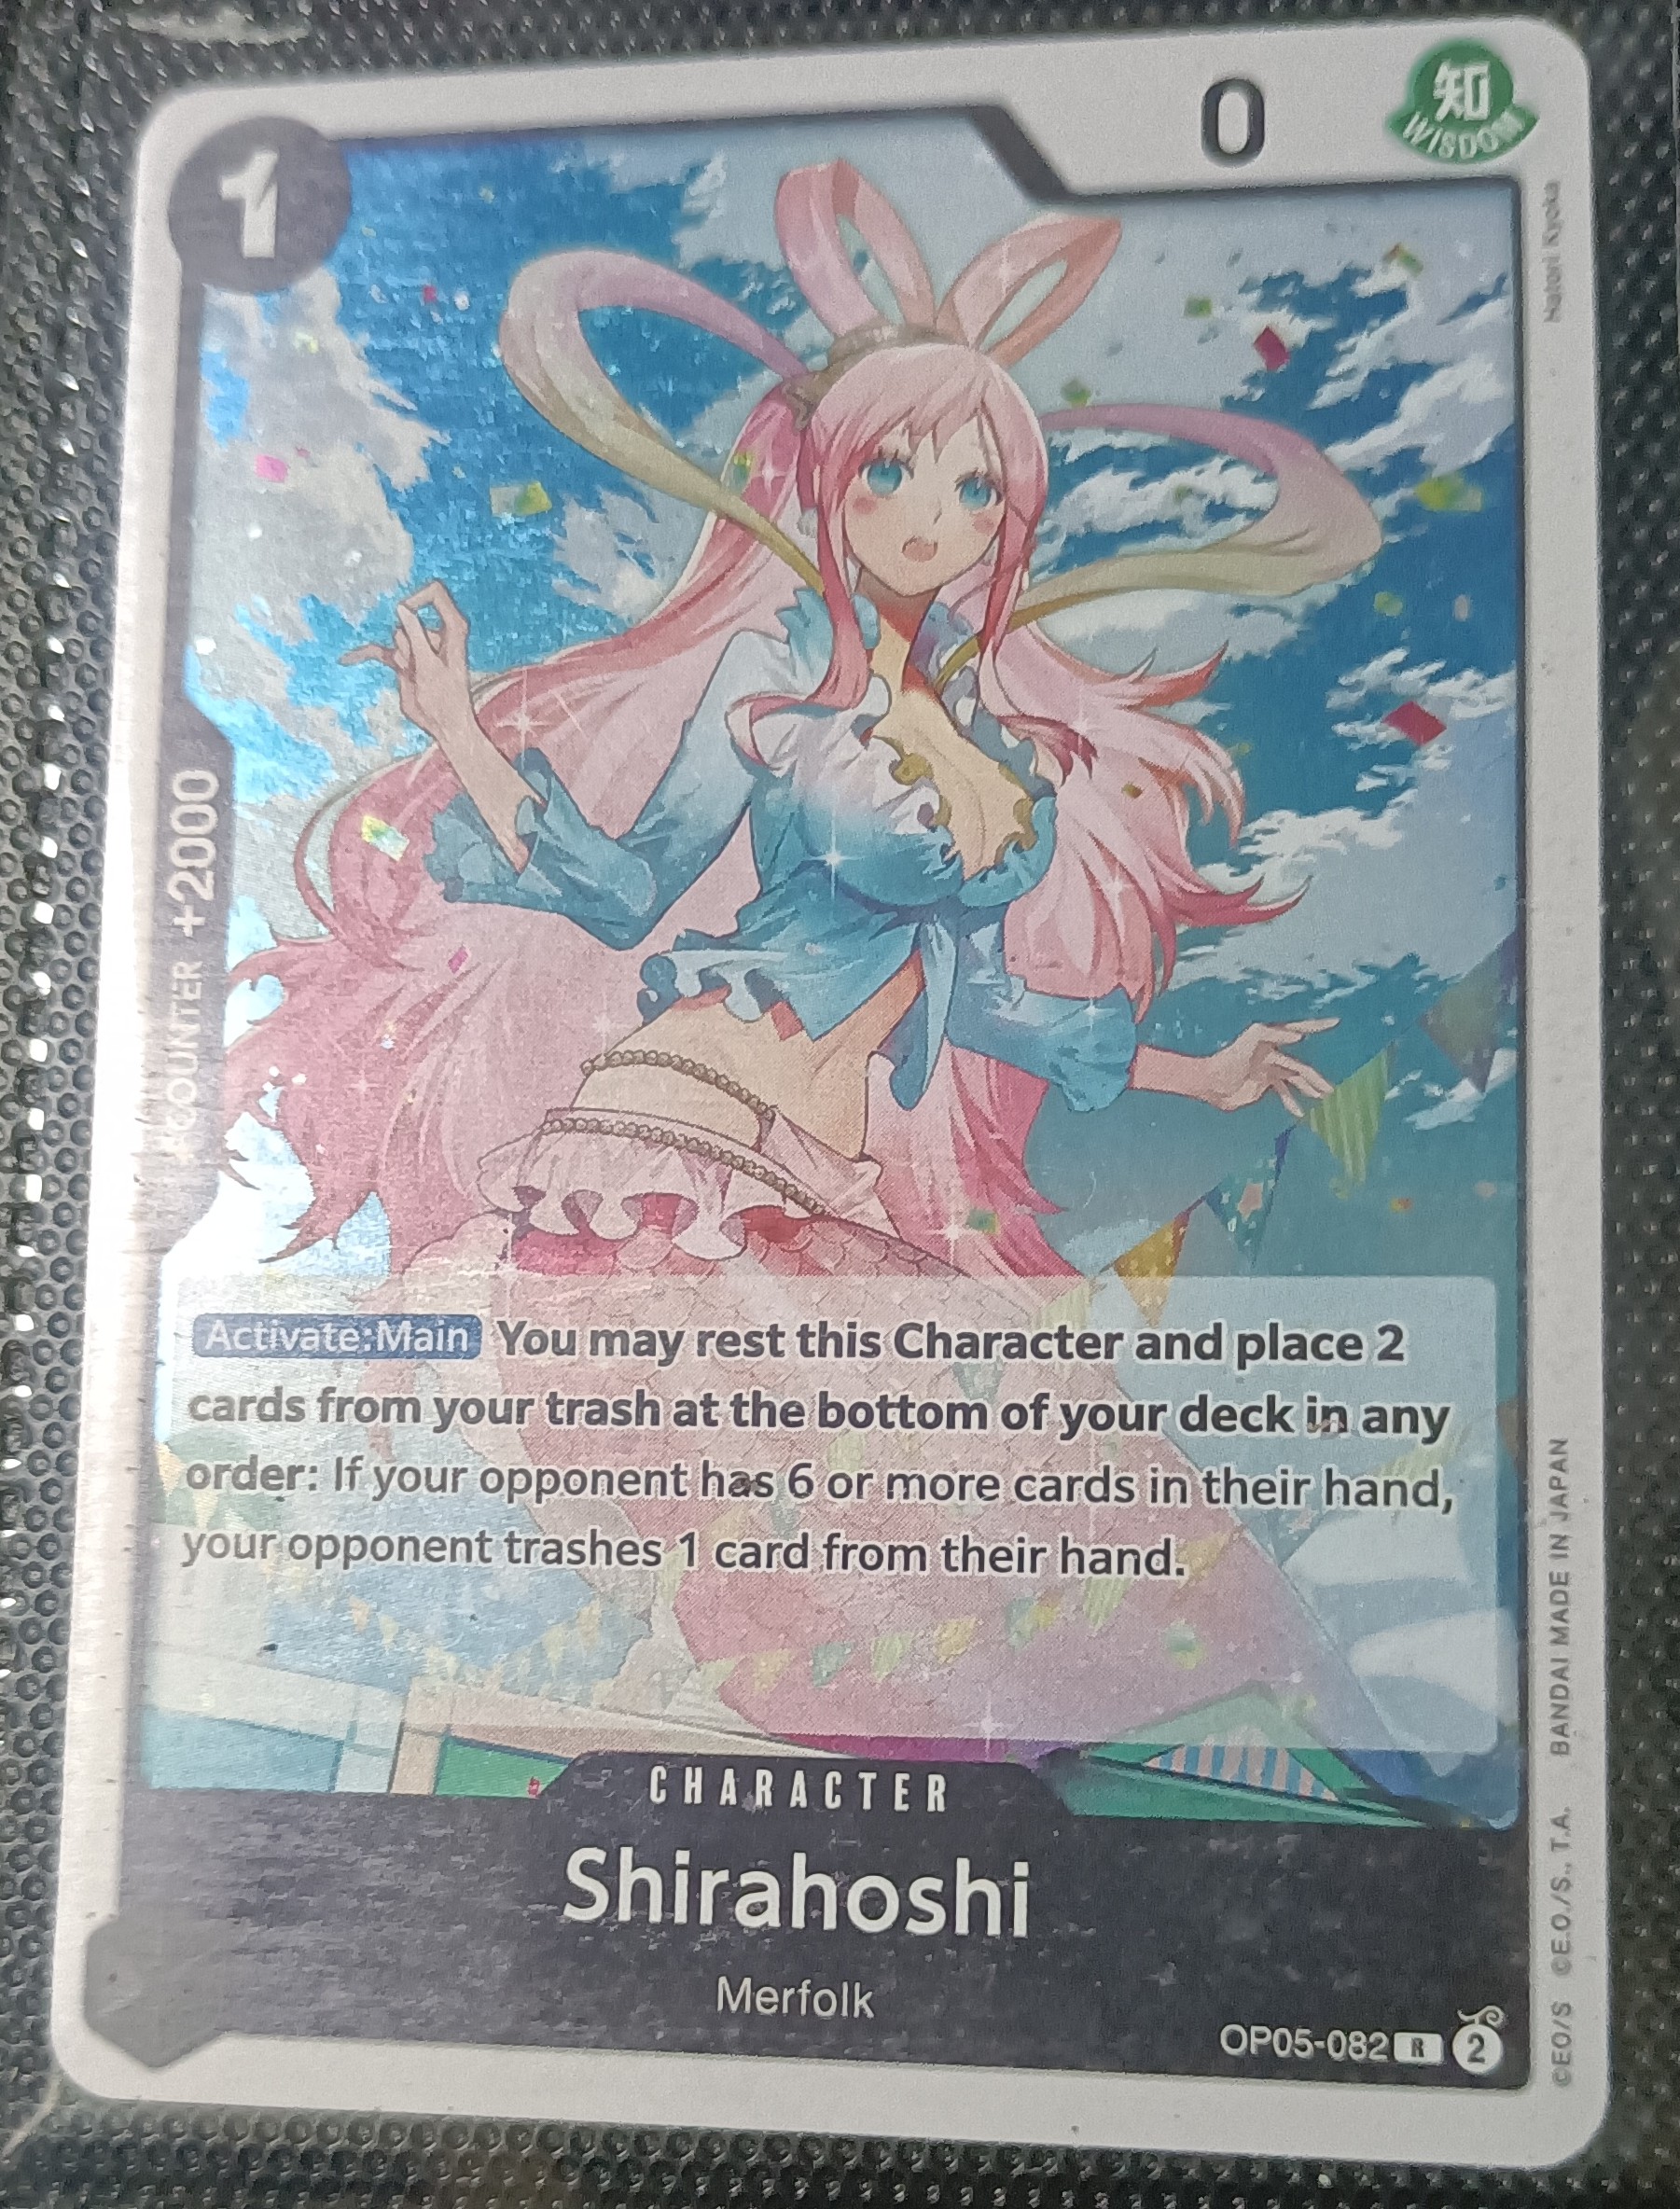 1
0
知
WISDOM
Hatori Kyoka
COUNTER +2000
Activate:Main You may rest this Character and place 2
cards from your trash at the bottom of your deck in any
order: If your opponent has 6 or more cards in their hand,
your opponent trashes 1 card from their hand.
CHARACTER
Shirahoshi
Merfolk
OP05-082 R 2
©EO/S ©E.O./S., T.A. BANDAI MADE IN JAPAN